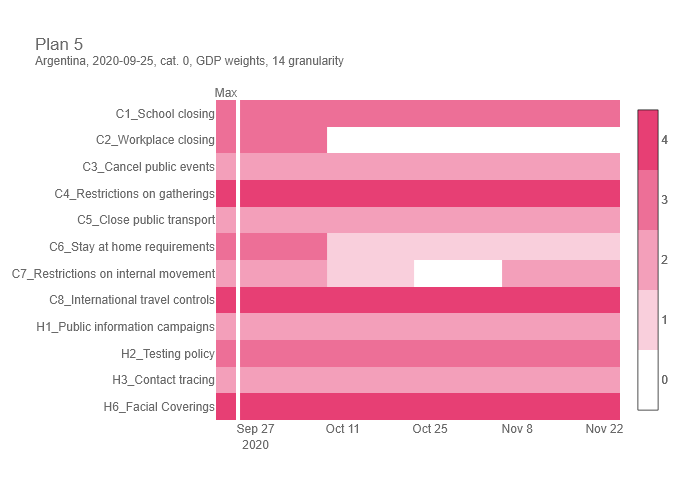 Plan 5
Argentina, 2020-09-25, cat. 0, GDP weights, 14 granularity
Max
C1_School closing
C2_Workplace closing
C3_Cancel public events
C4_Restrictions on gatherings
C5_Close public transport
C6_Stay at home requirements
C7_Restrictions on internal movement
C8_International travel controls
H1_Public information campaigns
H2_Testing policy
H3_Contact tracing
H6_Facial Coverings
Sep 27 Oct 11 Oct 25 Nov 8 Nov 22
2020
4
3
2
1
0